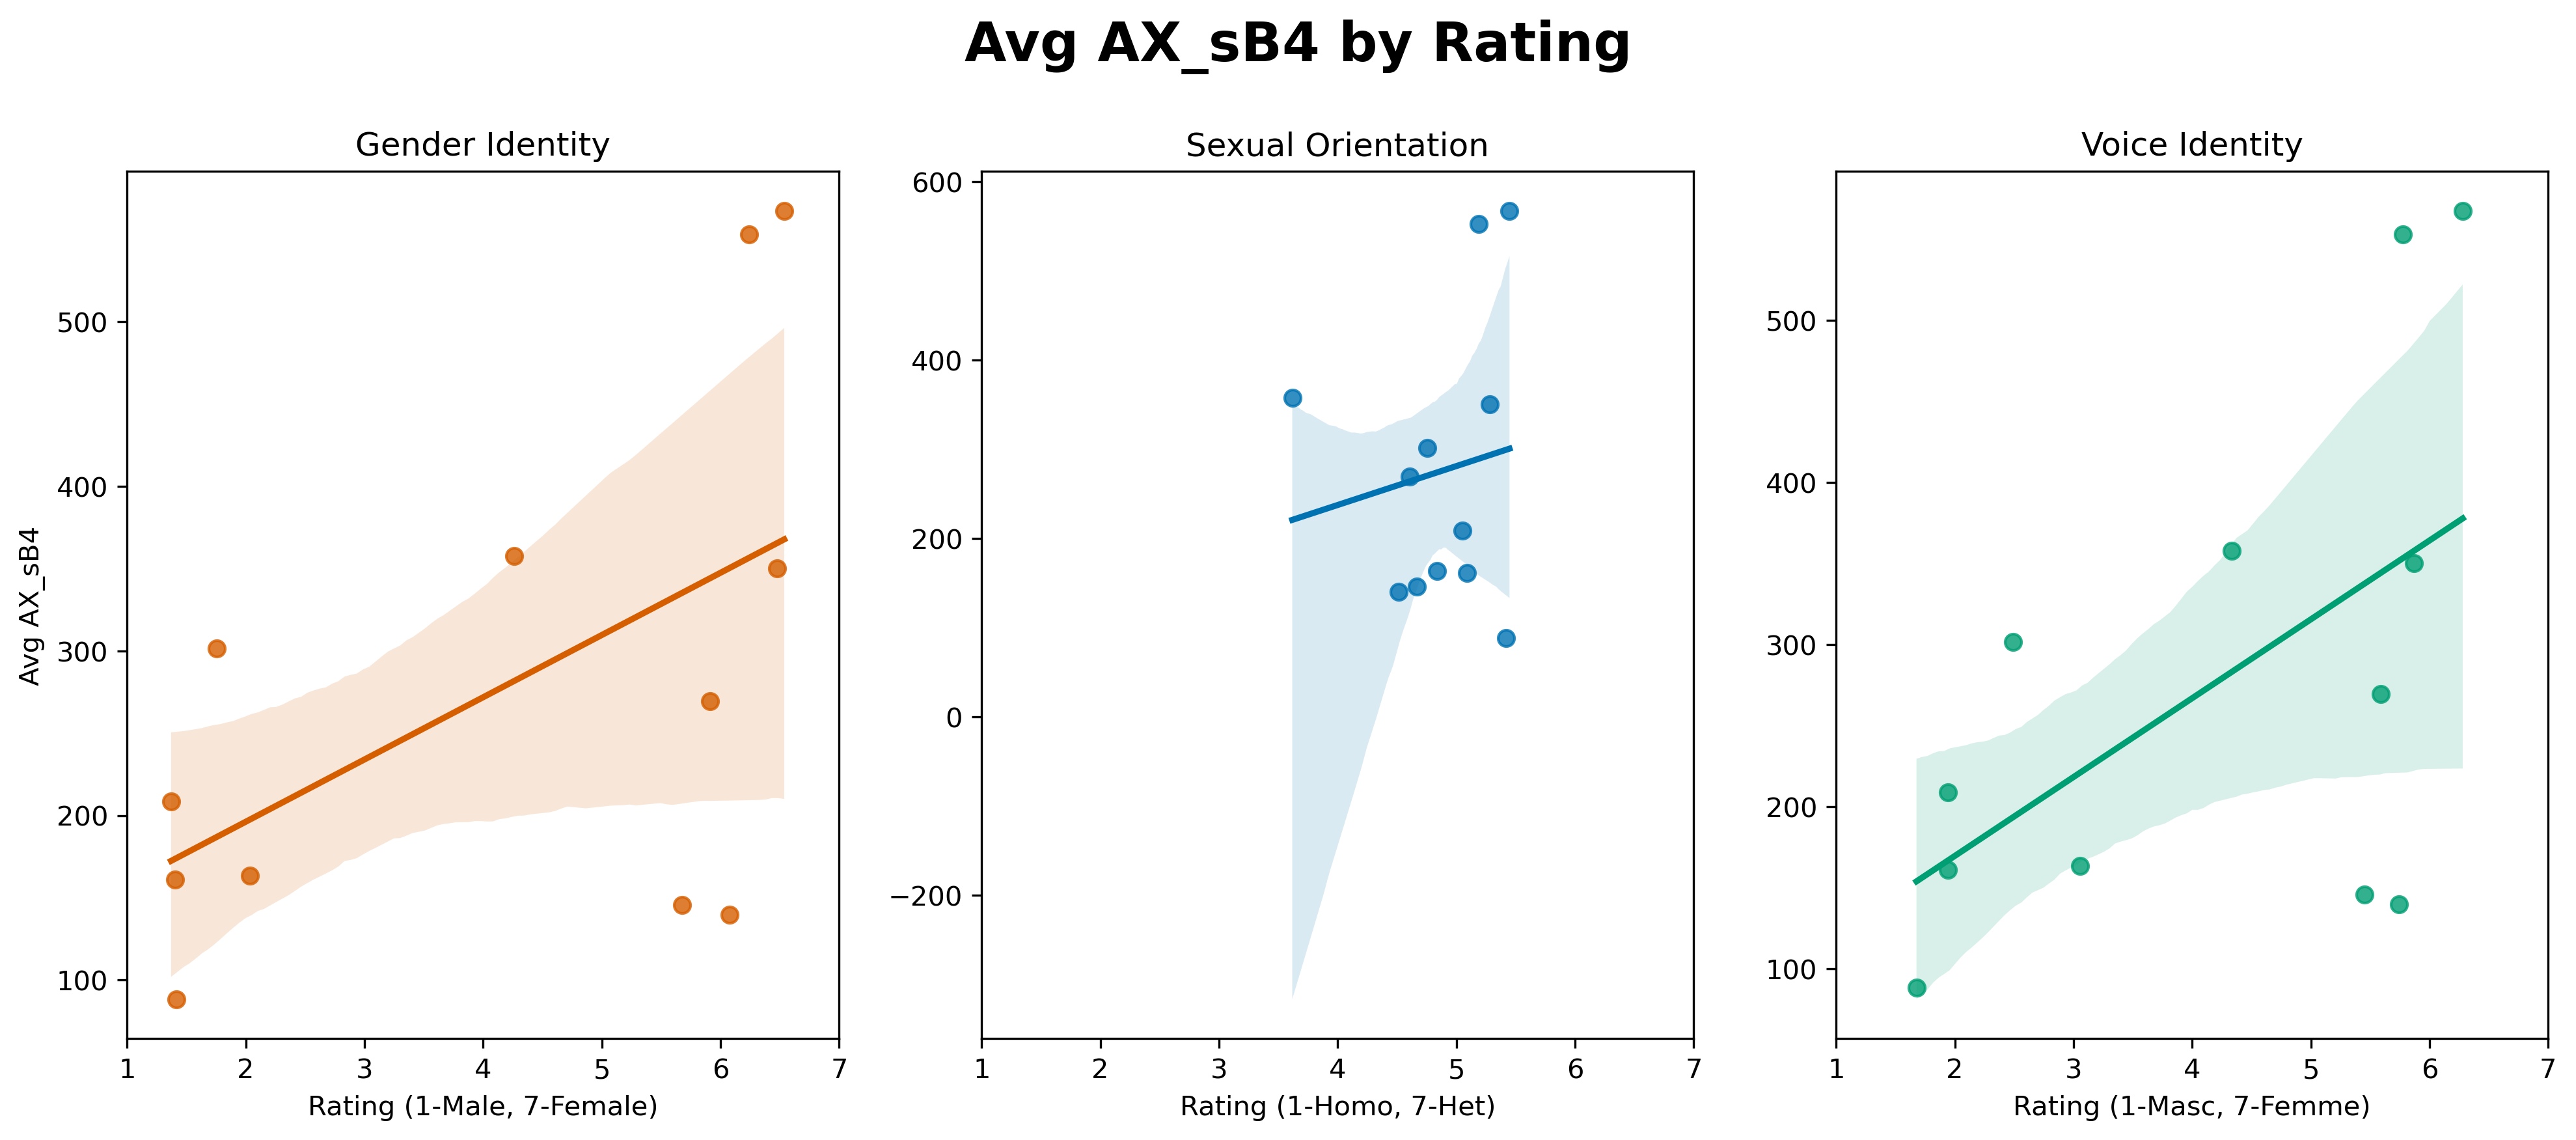 Avg AX_sB4 by Rating
Gender Identity
Sexual Orientation
Voice Identity
Avg AX_sB4
500
400
300
200
100
1 2 3 4 5 6 7
Rating (1-Male, 7-Female)
600
400
200
0
−200
1 2 3 4 5 6 7
Rating (1-Homo, 7-Het)
500
400
300
200
100
1 2 3 4 5 6 7
Rating (1-Masc, 7-Femme)